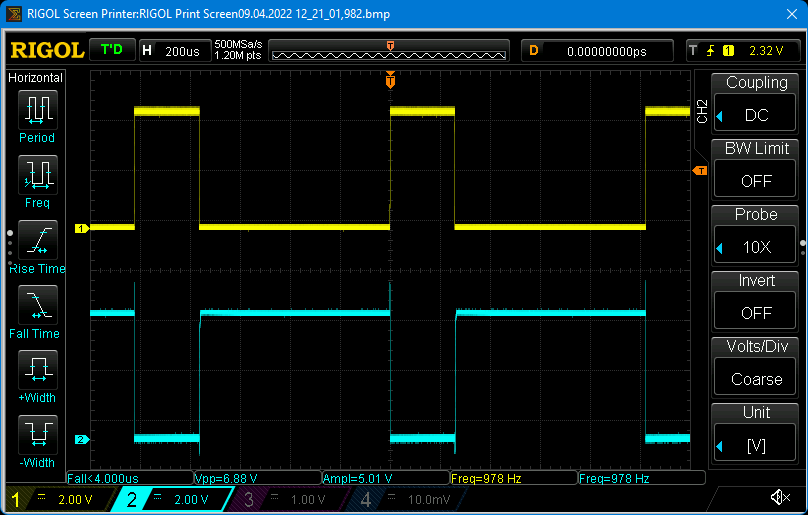 RIGOL Screen Printer:RIGOL Print Screen09.04.2022 12_21_01,982.bmp
RIGOL T'D H 200us 500MSa/s 1.20M pts T D 0.00000000ps T 1 2.32 V
Horizontal
Period
Freq
Rise Time
Fall Time
+Width
-Width
T
1
T
2
CH2
Coupling
DC
BW Limit
OFF
Probe
10X
Invert
OFF
Volts/Div
Coarse
Unit
[V]
Fall<4.000us Vpp=6.88 V Ampl=5.01 V Freq=978 Hz Freq=978 Hz
1 2.00 V 2 2.00 V 3 1.00 V 4 10.0mV